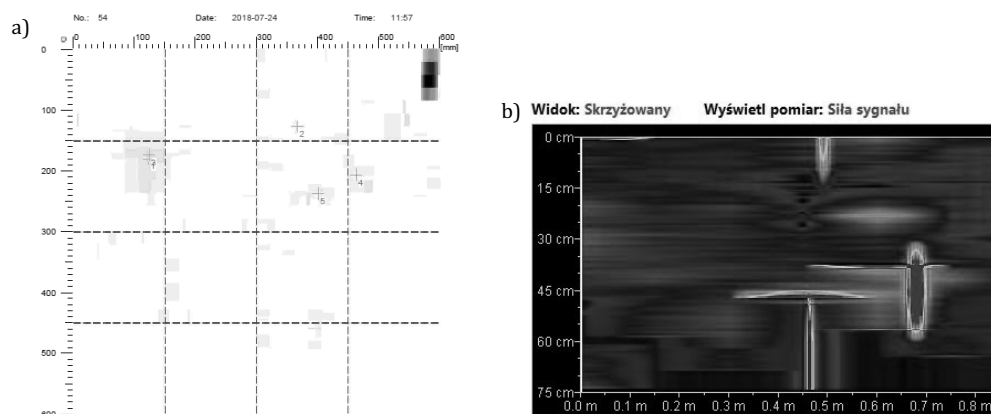 a)
No.: 54 Date: 2018-07-24 Time: 11:57
0 100 200 300 400 500 600
[mm]
0
100
2
200
4
5
300
400
500
b) Widok: Skrzyżowany Wyświetl pomiar: Siła sygnału
0 cm
15 cm
30 cm
45 cm
60 cm
75 cm
0.0 m 0.1 m 0.2 m 0.3 m 0.4 m 0.5 m 0.6 m 0.7 m 0.8 m